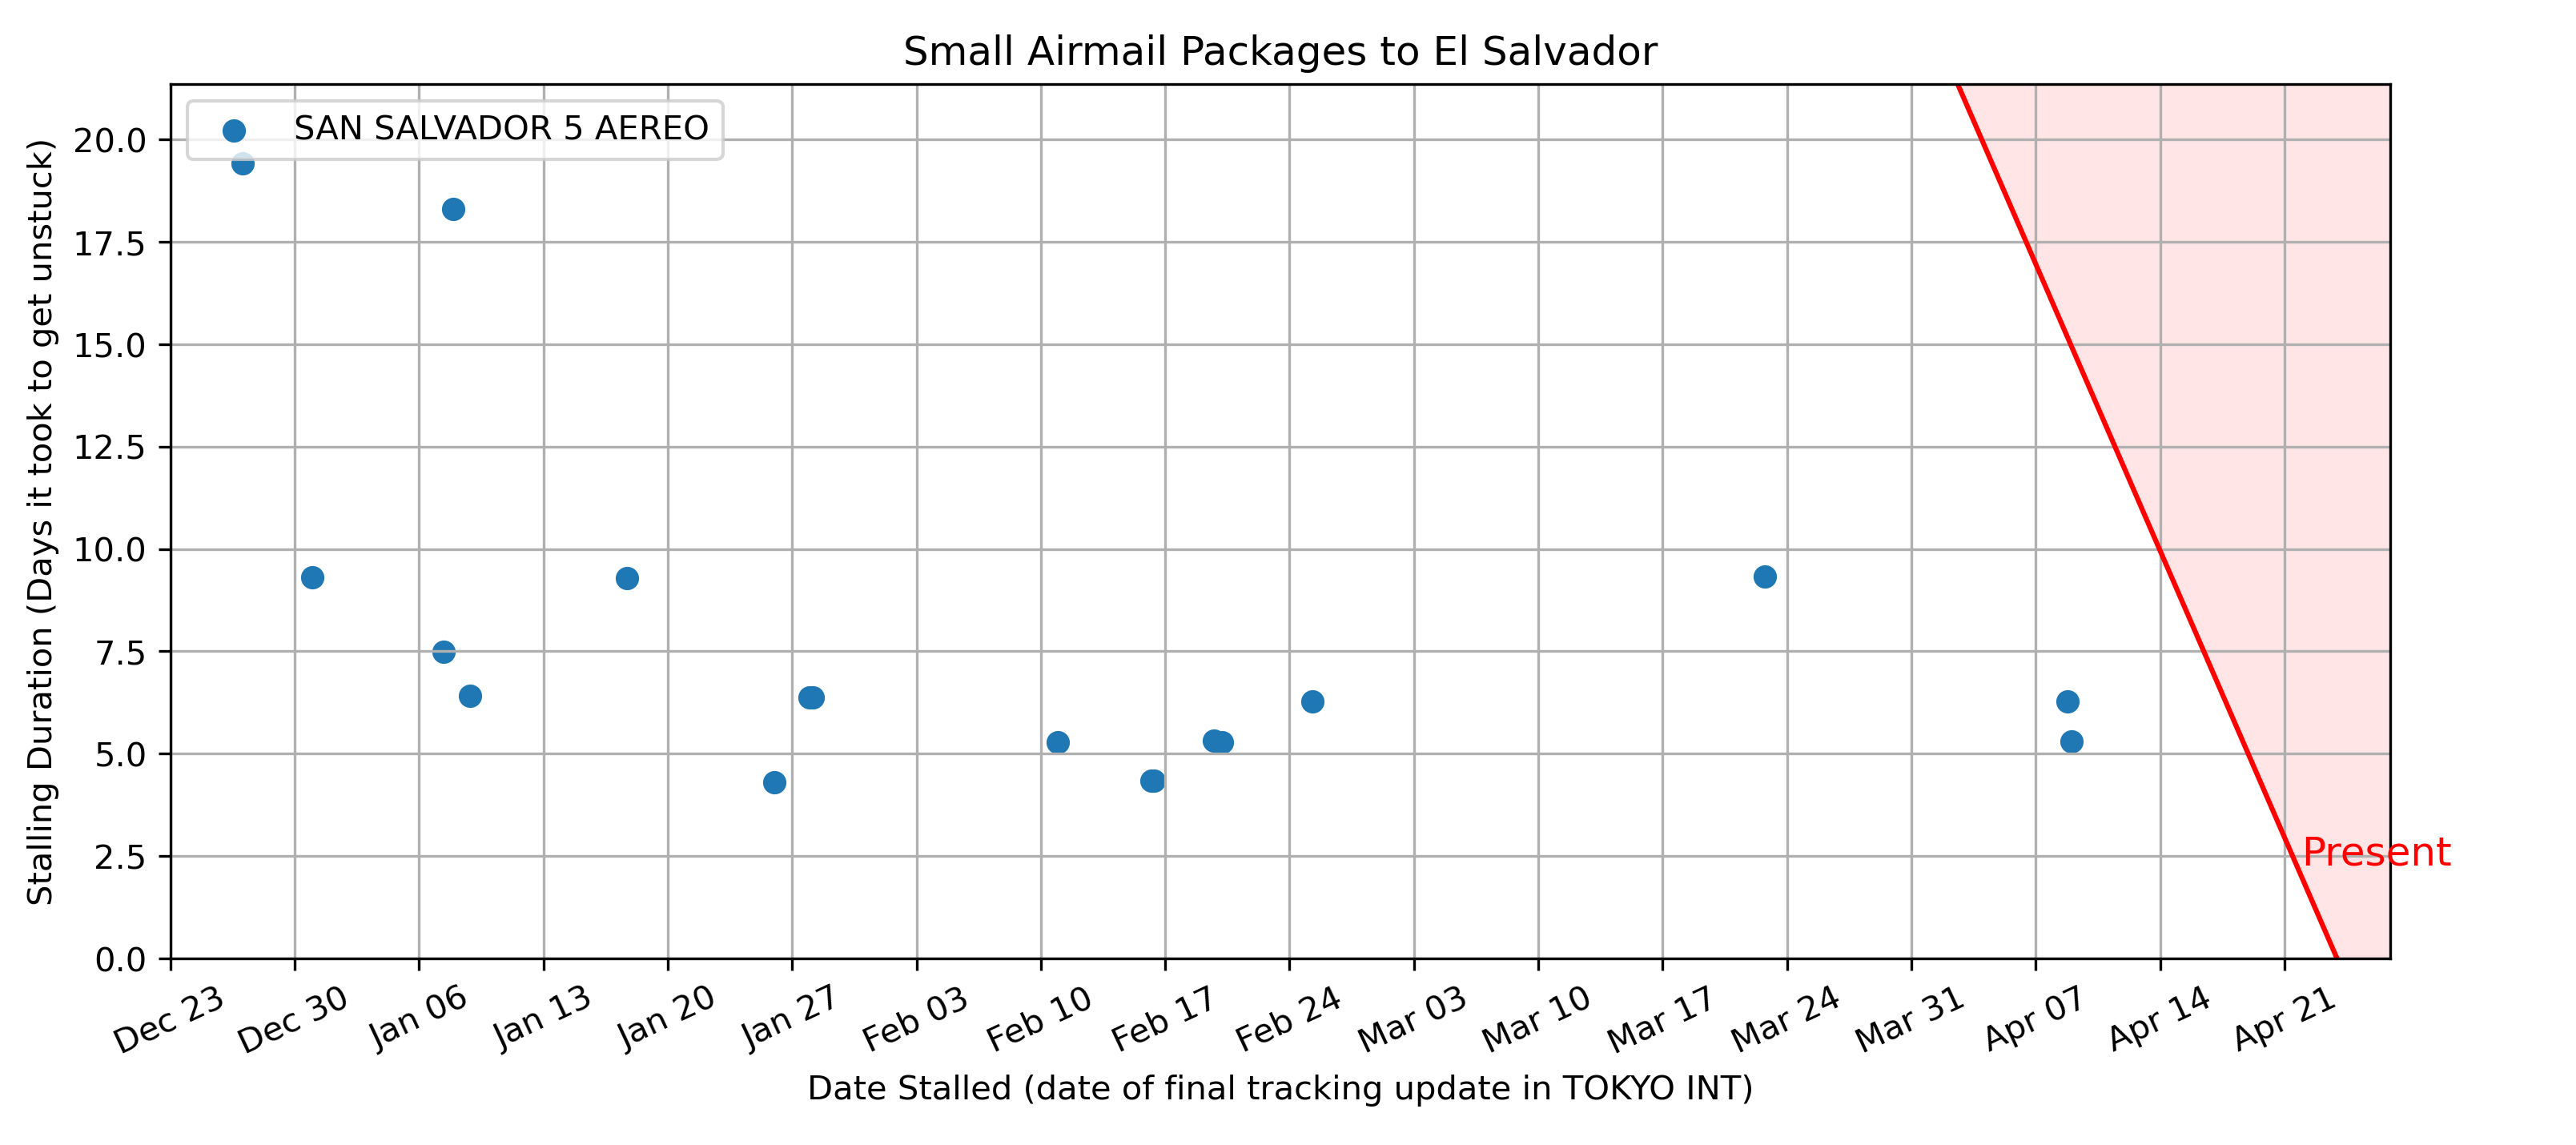 Small Airmail Packages to El Salvador
SAN SALVADOR 5 AEREO
Stalling Duration (Days it took to get unstuck)
20.0
17.5
15.0
12.5
10.0
7.5
5.0
2.5
0.0
Present
Dec 23
Dec 30
Jan 06
Jan 13
Jan 20
Jan 27
Feb 03
Feb 10
Feb 17
Feb 24
Mar 03
Mar 10
Mar 17
Mar 24
Mar 31
Apr 07
Apr 14
Apr 21
Date Stalled (date of final tracking update in TOKYO INT)